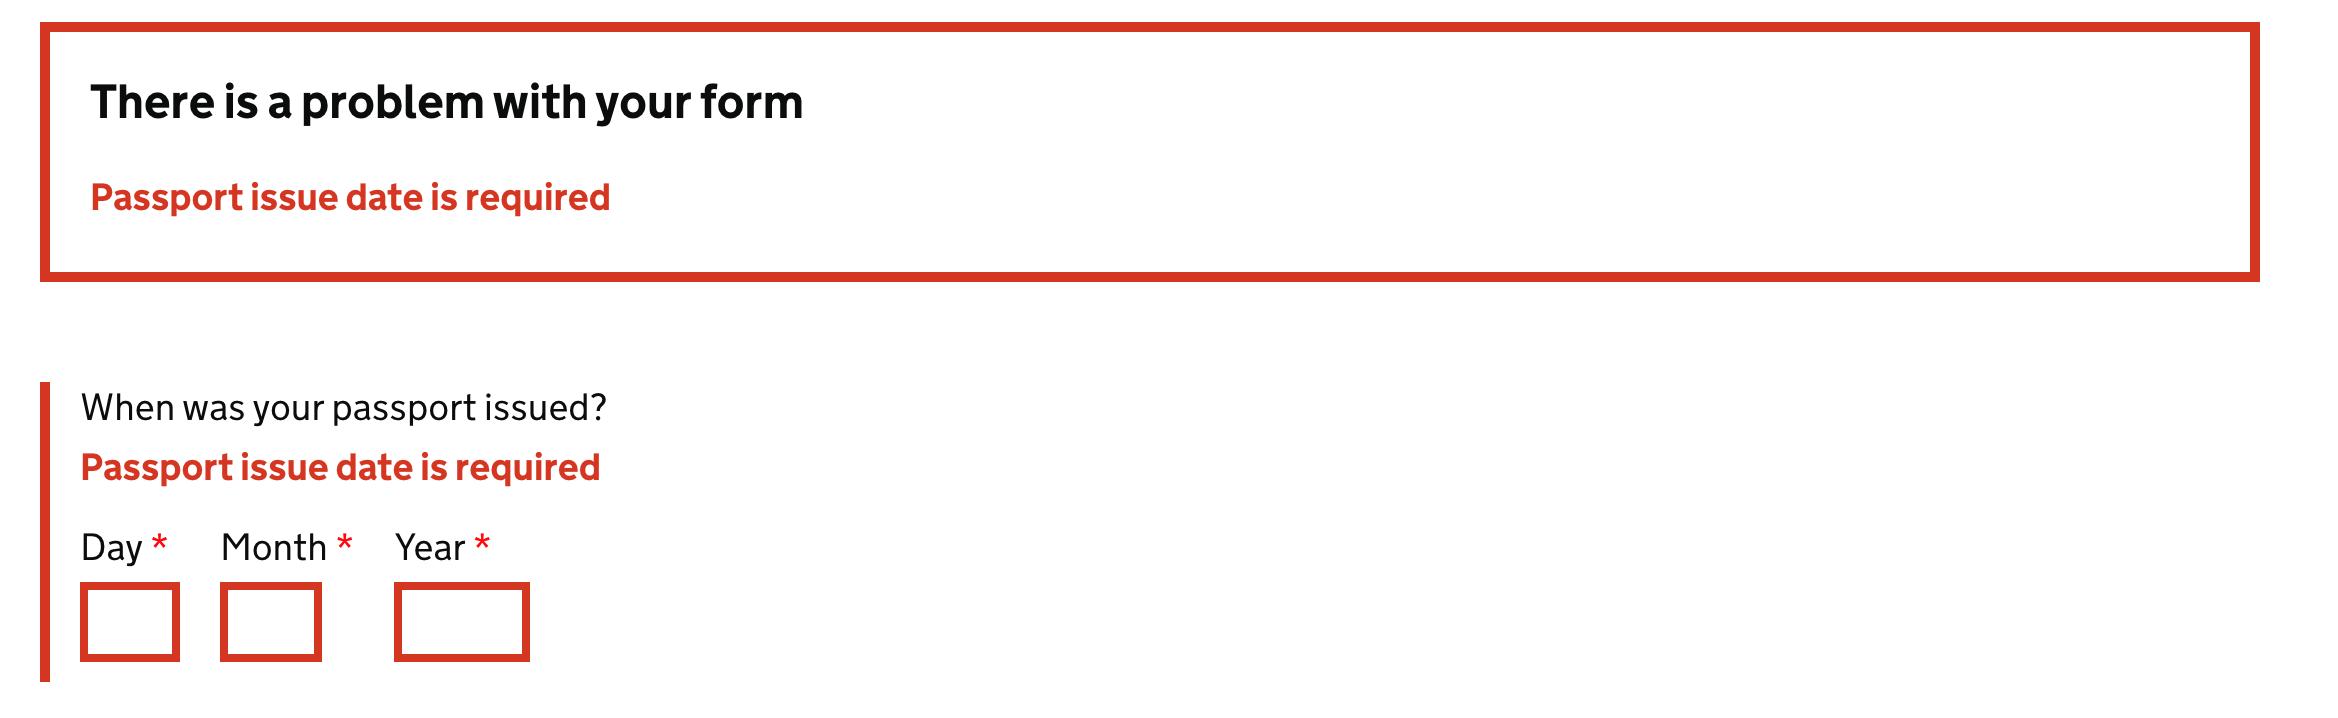 There is a problem with your form
Passport issue date is required
When was your passport issued?
Passport issue date is required
Day * Month * Year *